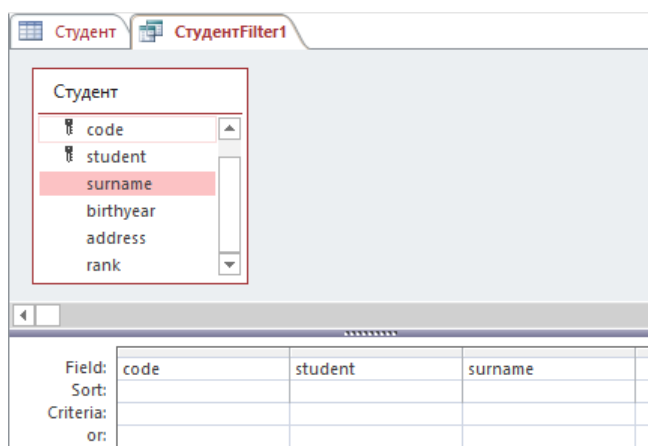 Студент СтудентFilter1
Студент
code
student
surname
birthyear
address
rank
Field: code student surname
Sort:
Criteria:
or: